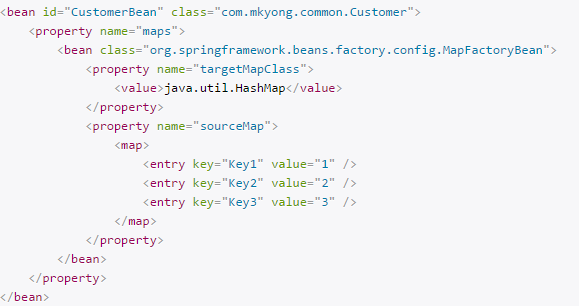 <bean id="CustomerBean" class="com.mkyong.common.Customer">
    <property name="maps">
        <bean class="org.springframework.beans.factory.config.MapFactoryBean">
            <property name="targetMapClass">
                <value>java.util.HashMap</value>
            </property>
            <property name="sourceMap">
                <map>
                    <entry key="Key1" value="1" />
                    <entry key="Key2" value="2" />
                    <entry key="Key3" value="3" />
                </map>
            </property>
        </bean>
    </property>
</bean>